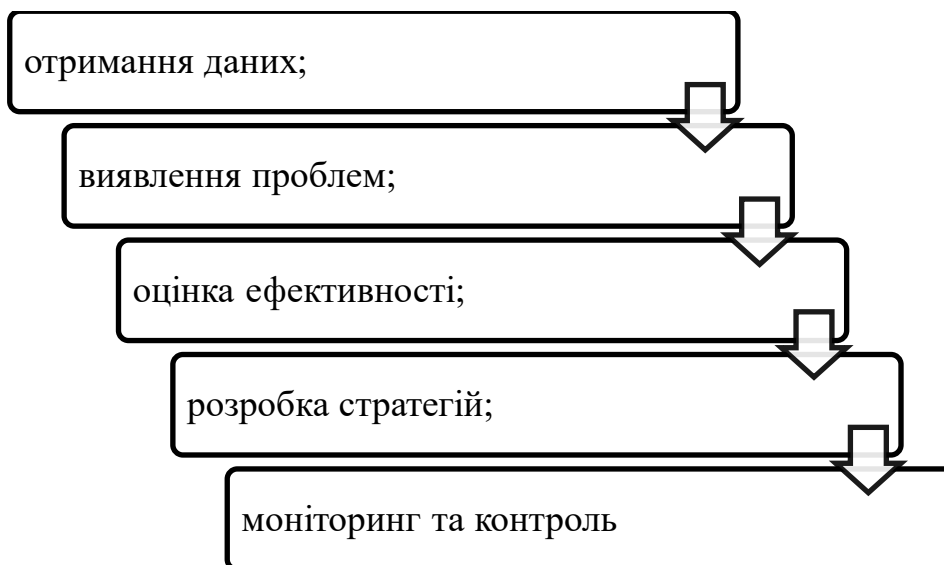 отримання даних;
виявлення проблем;
оцінка ефективності;
розробка стратегій;
моніторинг та контроль